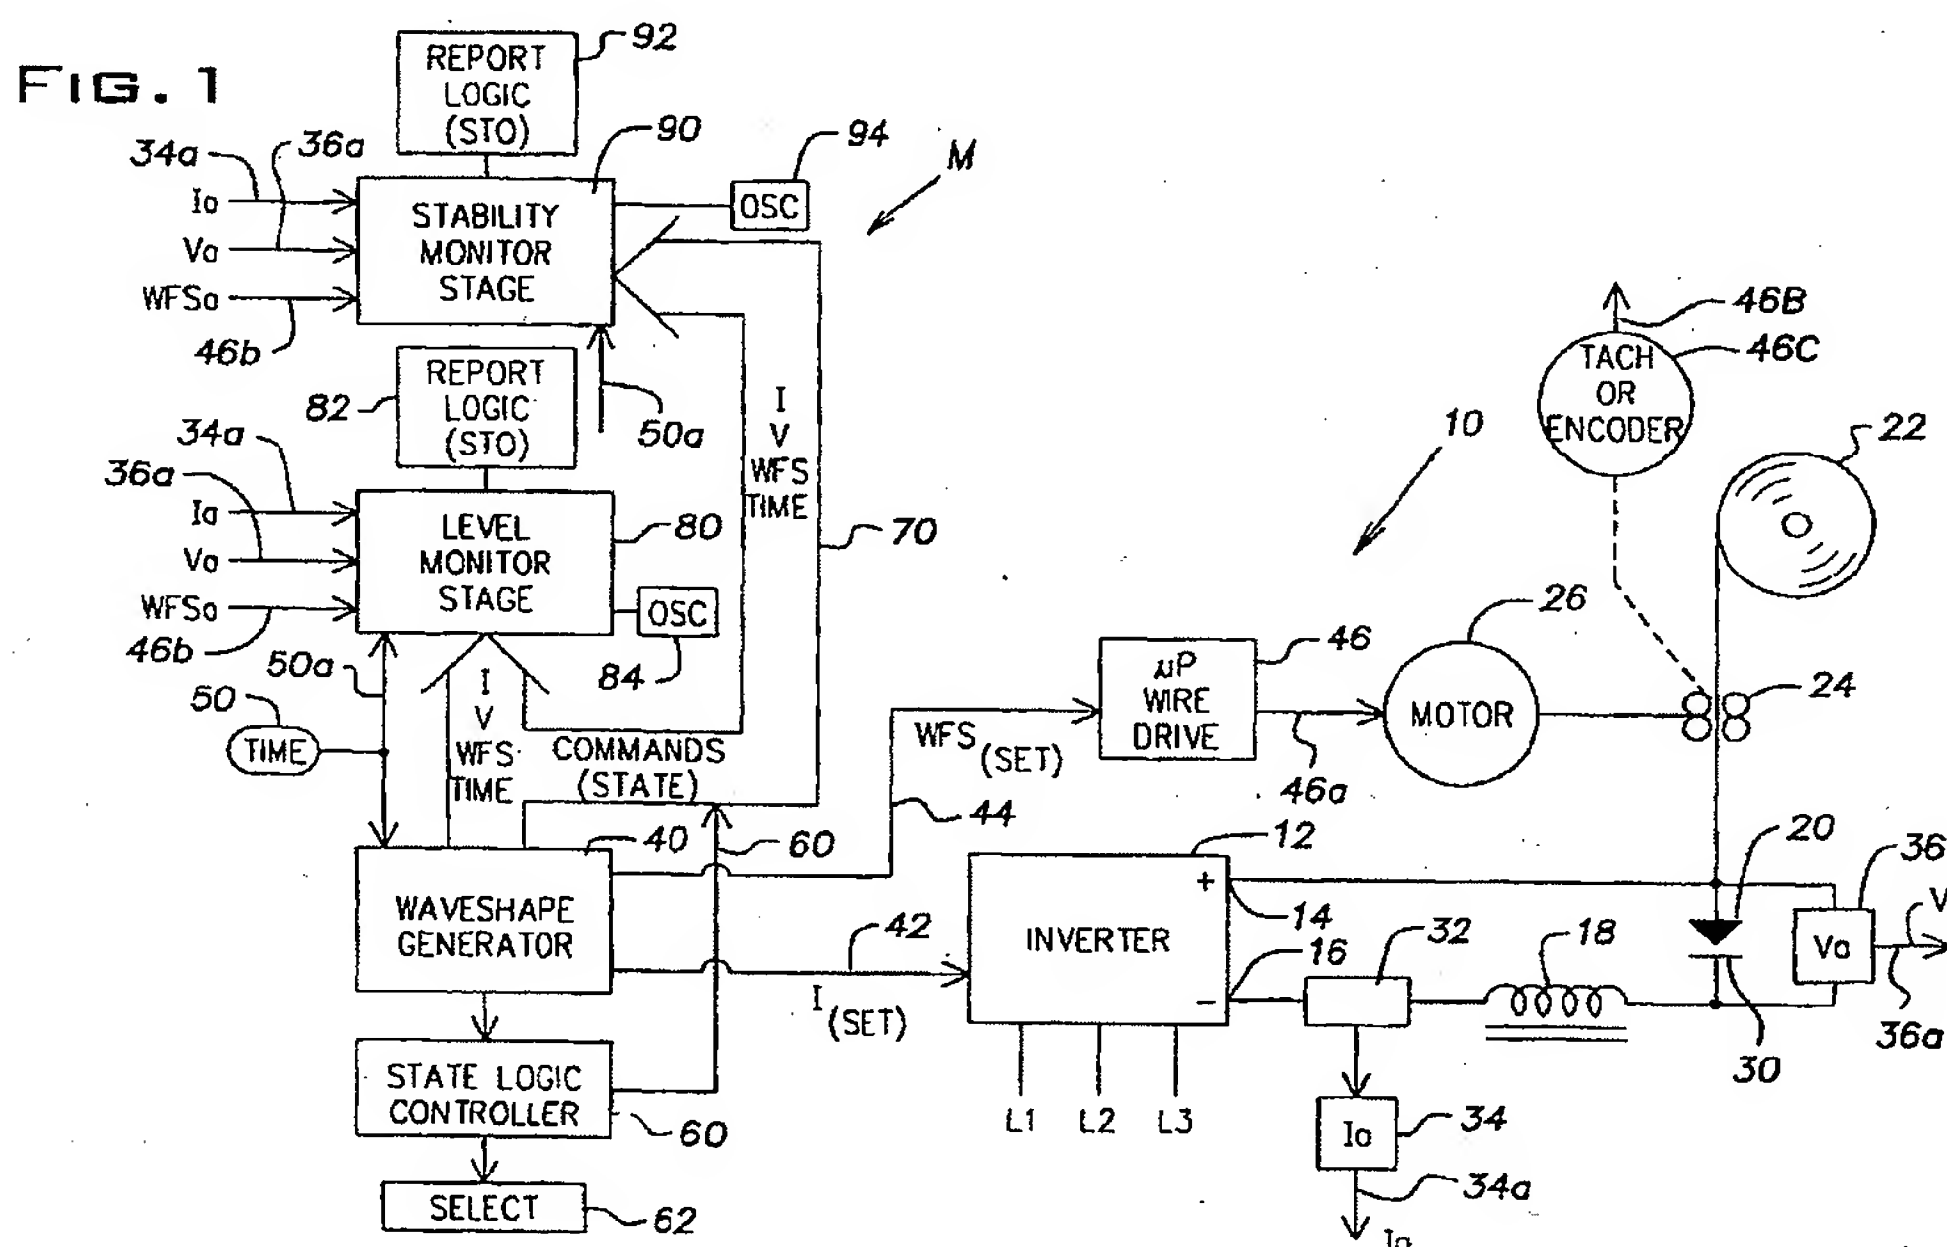 FIG. 1
REPORT
LOGIC
(STO)
92
34a
36a
90
94
M
Ia
Va
WFSa
46b
STABILITY
MONITOR
STAGE
OSC
46B
TACH
OR
ENCODER
46C
82
REPORT
LOGIC
(STO)
50a
I
V
WFS
TIME
10
22
34a
36a
Ia
Va
WFSa
46b
LEVEL
MONITOR
STAGE
80
70
OSC
84
50a
50
TIME
I
V
WFS
TIME
COMMANDS
(STATE)
WFS
(SET)
µP
WIRE
DRIVE
46
46a
26
MOTOR
24
44
40
60
12
20
36
WAVESHAPE
GENERATOR
42
I
(SET)
INVERTER
+
−
14
16
32
18
Va
V
36a
30
STATE LOGIC
CONTROLLER
60
L1
L2
L3
Ia
34
34a
Ia
SELECT
62